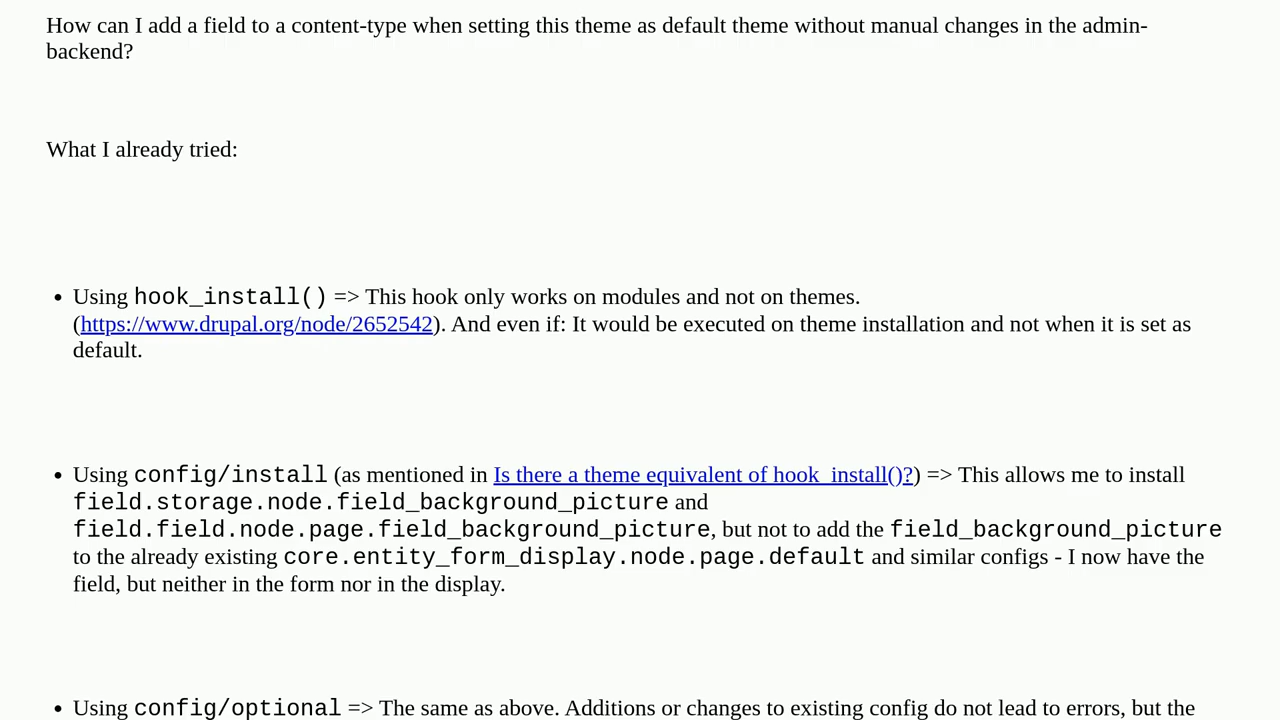 How can I add a field to a content-type when setting this theme as default theme without manual changes in the admin-
backend?
What I already tried:
• Using hook_install() => This hook only works on modules and not on themes.
(https://www.drupal.org/node/2652542). And even if: It would be executed on theme installation and not when it is set as
default.
• Using config/install (as mentioned in Is there a theme equivalent of hook_install()?) => This allows me to install
field.storage.node.field_background_picture and
field.field.node.page.field_background_picture, but not to add the field_background_picture
to the already existing core.entity_form_display.node.page.default and similar configs - I now have the
field, but neither in the form nor in the display.
• Using config/optional => The same as above. Additions or changes to existing config do not lead to errors, but the